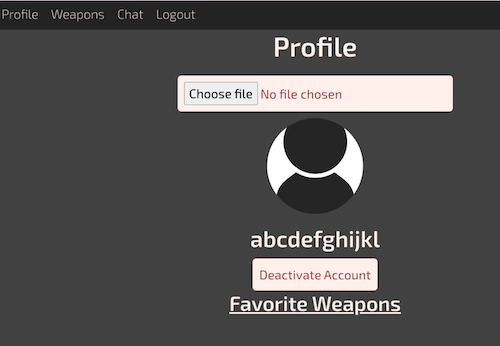 Profile Weapons Chat Logout
Profile
Choose file No file chosen
abcdefghijkl
Deactivate Account
Favorite Weapons